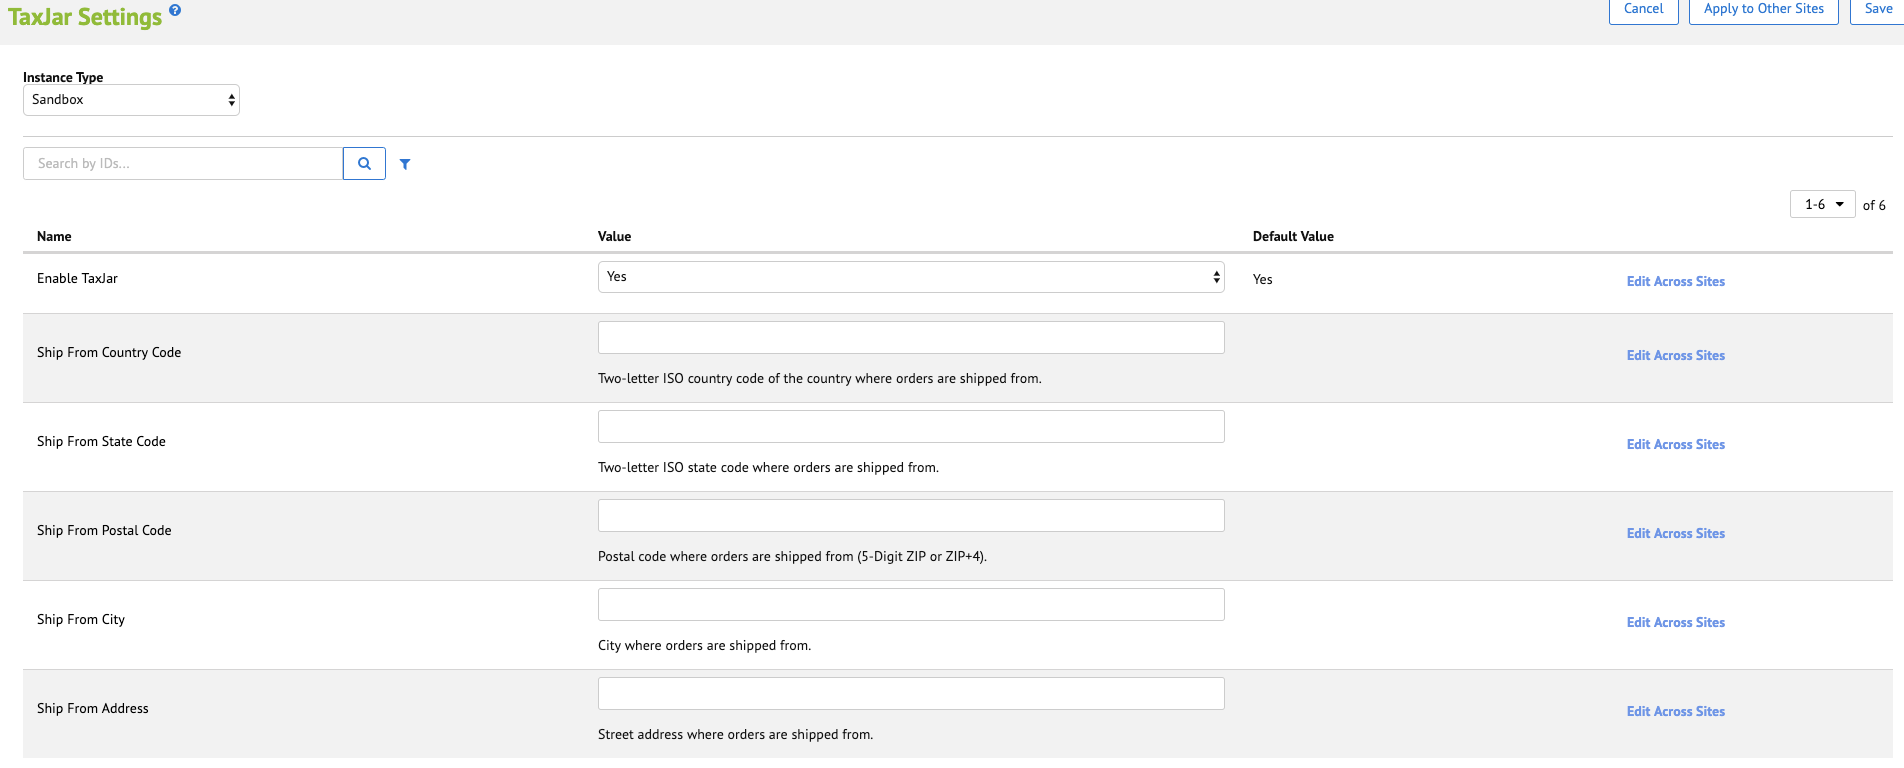 TaxJar Settings ?
Cancel
Apply to Other Sites
Save
Instance Type
Sandbox
Search by IDs...
1-6 of 6
Name Value Default Value
Enable TaxJar Yes Yes Edit Across Sites
Ship From Country Code Edit Across Sites
Two-letter ISO country code of the country where orders are shipped from.
Ship From State Code Edit Across Sites
Two-letter ISO state code where orders are shipped from.
Ship From Postal Code Edit Across Sites
Postal code where orders are shipped from (5-Digit ZIP or ZIP+4).
Ship From City Edit Across Sites
City where orders are shipped from.
Ship From Address Edit Across Sites
Street address where orders are shipped from.